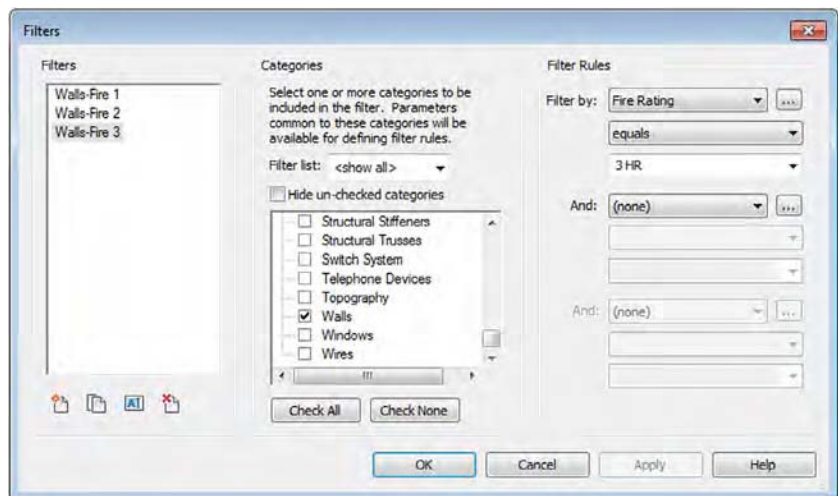 Filters
Filters
Walls-Fire 1
Walls-Fire 2
Walls-Fire 3
Categories
Select one or more categories to be
included in the filter. Parameters
common to these categories will be
available for defining filter rules.
Filter list: <show all>
Hide un-checked categories
Structural Stiffeners
Structural Trusses
Switch System
Telephone Devices
Topography
Walls
Windows
Wires
Check All Check None
Filter Rules
Filter by: Fire Rating ...
equals
3 HR
And: (none) ...
And: (none) ...
OK Cancel Apply Help